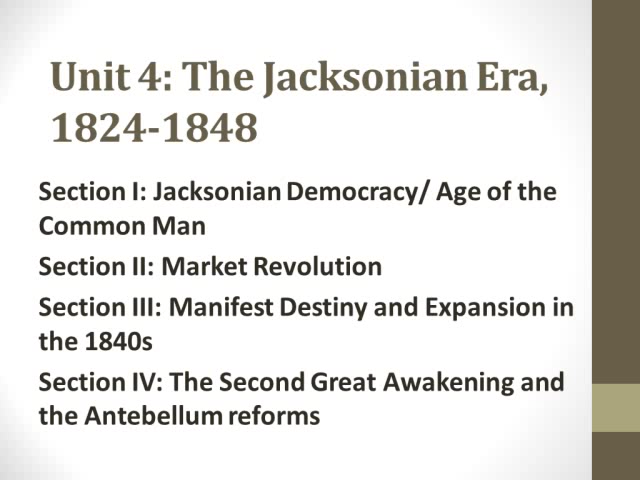 Unit 4: The Jacksonian Era,
1824-1848
Section I: Jacksonian Democracy/ Age of the
Common Man
Section II: Market Revolution
Section III: Manifest Destiny and Expansion in
the 1840s
Section IV: The Second Great Awakening and
the Antebellum reforms